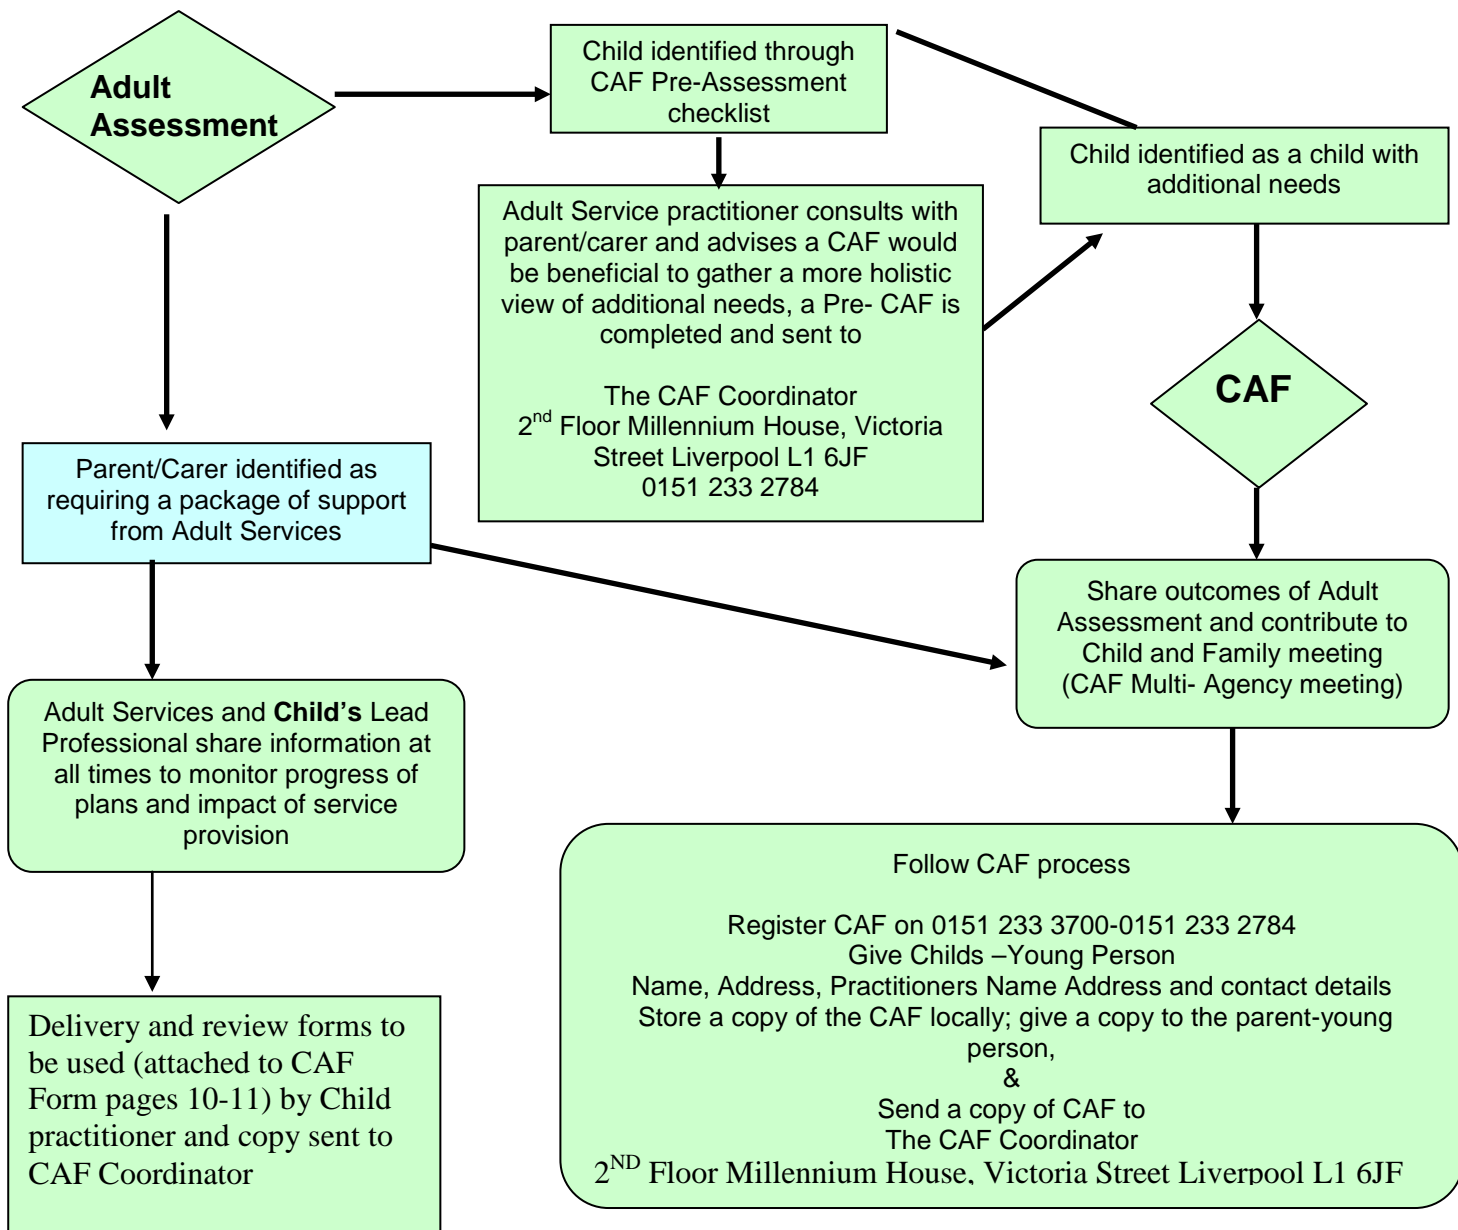 Adult
Assessment
Child identified through
CAF Pre-Assessment
checklist
Child identified as a child with
additional needs
Adult Service practitioner consults with
parent/carer and advises a CAF would
be beneficial to gather a more holistic
view of additional needs, a Pre- CAF is
completed and sent to
The CAF Coordinator
2nd Floor Millennium House, Victoria
Street Liverpool L1 6JF
0151 233 2784
CAF
Parent/Carer identified as
requiring a package of support
from Adult Services
Share outcomes of Adult
Assessment and contribute to
Child and Family meeting
(CAF Multi- Agency meeting)
Adult Services and Child’s Lead
Professional share information at
all times to monitor progress of
plans and impact of service
provision
Follow CAF process
Register CAF on 0151 233 3700-0151 233 2784
Give Childs –Young Person
Name, Address, Practitioners Name Address and contact details
Store a copy of the CAF locally; give a copy to the parent-young
person,
&
Send a copy of CAF to
The CAF Coordinator
2ND Floor Millennium House, Victoria Street Liverpool L1 6JF
Delivery and review forms to
be used (attached to CAF
Form pages 10-11) by Child
practitioner and copy sent to
CAF Coordinator